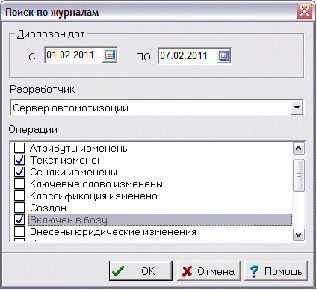 Поиск по журналам
Диапазон дат
С 01.02.2011 ПО 07.02.2011
Разработчик
Сервер автоматизации
Операции
Атрибуты изменены
Текст изменен
Ссылки изменены
Ключевые слова изменены
Классификация изменена
Создан
Включен в базу
Внесены юридические изменения
OK Отмена Помощь